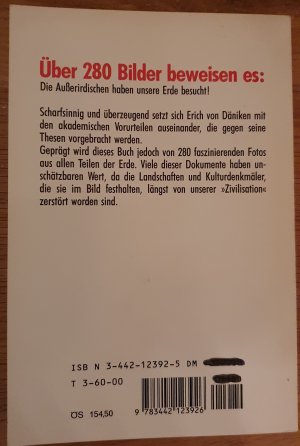 Über 280 Bilder beweisen es:
Die Außerirdischen haben unsere Erde besucht!
Scharfsinnig und überzeugend setzt sich Erich von Däniken mit
den akademischen Vorurteilen auseinander, die gegen seine
Thesen vorgebracht werden.
Geprägt wird dieses Buch jedoch von 280 faszinierenden Fotos
aus allen Teilen der Erde. Viele dieser Dokumente haben un-
schätzbaren Wert, da die Landschaften und Kulturdenkmäler,
die sie im Bild festhalten, längst von unserer »Zivilisation«
zerstört worden sind.
ISB N 3-442-12392-5 DM
T 3-60-00
ÖS 154,50
9 783442 123926